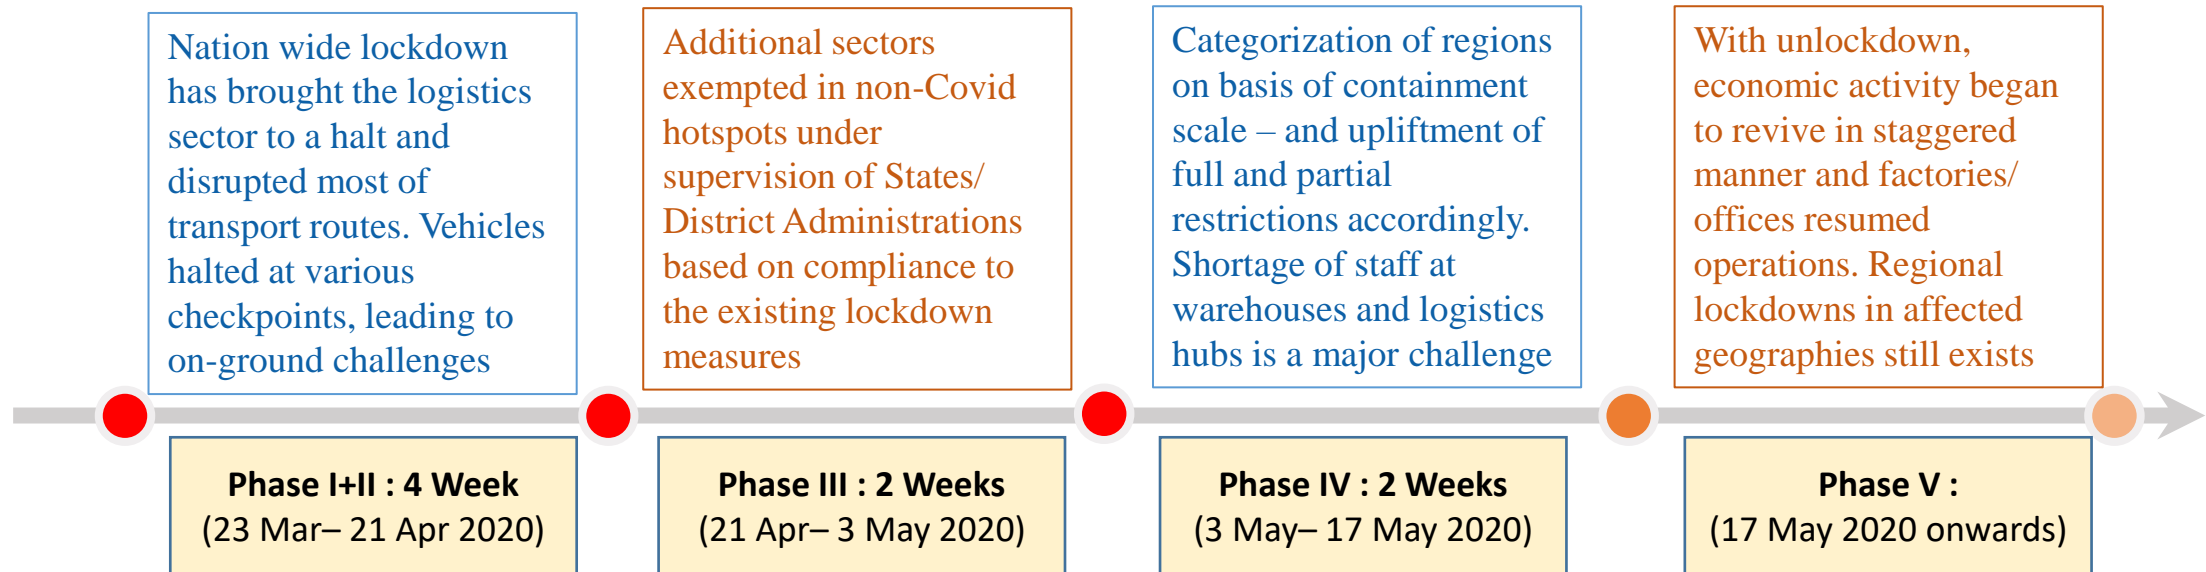 Nation wide lockdown
has brought the logistics
sector to a halt and
disrupted most of
transport routes. Vehicles
halted at various
checkpoints, leading to
on-ground challenges
Additional sectors
exempted in non-Covid
hotspots under
supervision of States/
District Administrations
based on compliance to
the existing lockdown
measures
Categorization of regions
on basis of containment
scale – and upliftment of
full and partial
restrictions accordingly.
Shortage of staff at
warehouses and logistics
hubs is a major challenge
With unlockdown,
economic activity began
to revive in staggered
manner and factories/
offices resumed
operations. Regional
lockdowns in affected
geographies still exists
Phase I+II : 4 Week
(23 Mar– 21 Apr 2020)
Phase III : 2 Weeks
(21 Apr– 3 May 2020)
Phase IV : 2 Weeks
(3 May– 17 May 2020)
Phase V :
(17 May 2020 onwards)